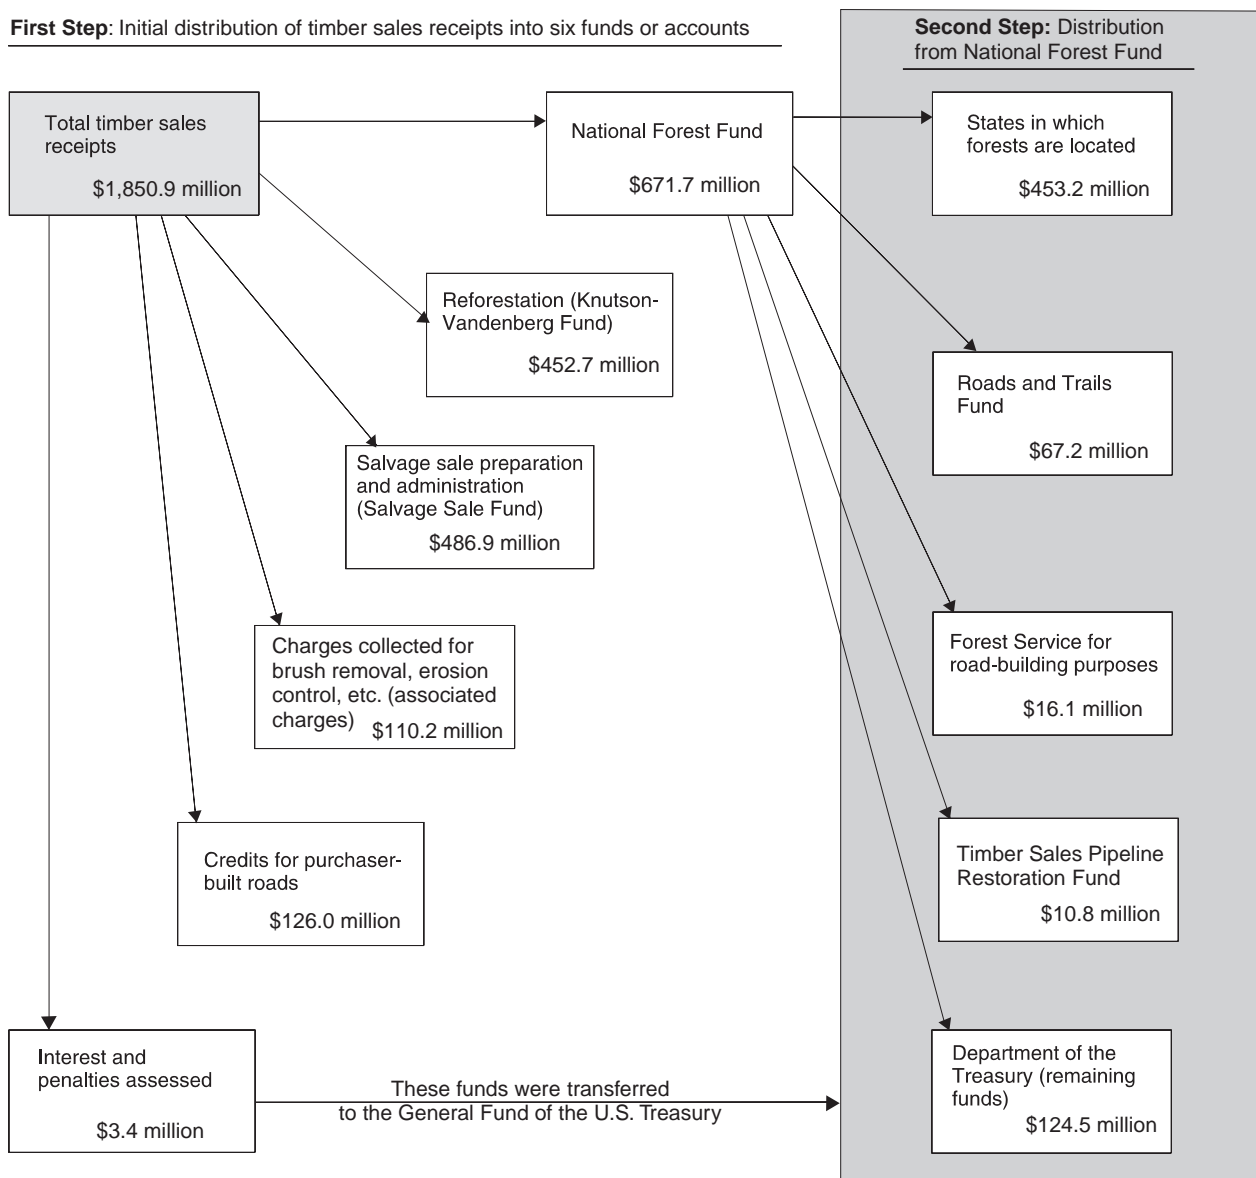 First Step: Initial distribution of timber sales receipts into six funds or accounts
Second Step: Distribution
from National Forest Fund
Total timber sales
receipts
$1,850.9 million
National Forest Fund
$671.7 million
States in which
forests are located
$453.2 million
Reforestation (Knutson-
Vandenberg Fund)
$452.7 million
Roads and Trails
Fund
$67.2 million
Salvage sale preparation
and administration
(Salvage Sale Fund)
$486.9 million
Charges collected for
brush removal, erosion
control, etc. (associated
charges) $110.2 million
Forest Service for
road-building purposes
$16.1 million
Credits for purchaser-
built roads
$126.0 million
Timber Sales Pipeline
Restoration Fund
$10.8 million
Interest and
penalties assessed
$3.4 million
These funds were transferred
to the General Fund of the U.S. Treasury
Department of the
Treasury (remaining
funds)
$124.5 million